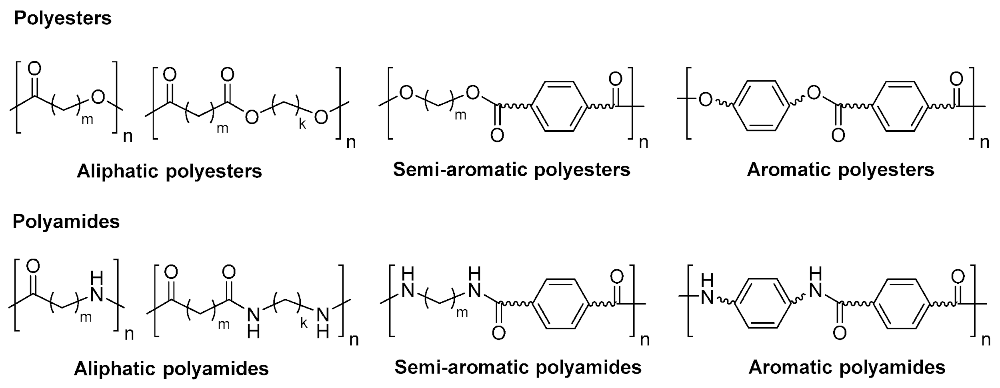 Polyesters
O O m n
O O m O k O n
O m O O O n
O O O O n
Aliphatic polyesters Semi-aromatic polyesters Aromatic polyesters
Polyamides
O H N m n
O O m N H k N H n
H N m H N O O n
H N H N O O n
Aliphatic polyamides Semi-aromatic polyamides Aromatic polyamides